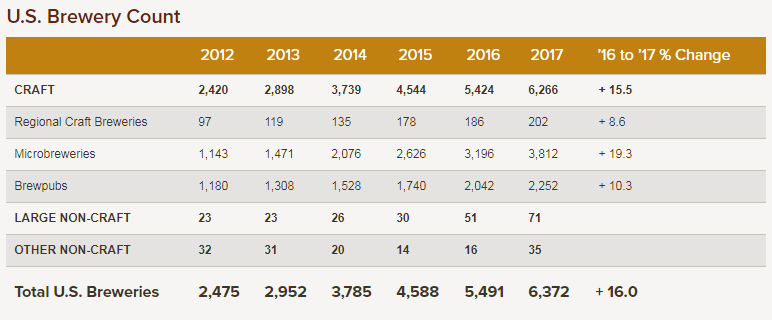 U.S. Brewery Count
2012 2013 2014 2015 2016 2017 '16 to '17 % Change
CRAFT 2,420 2,898 3,739 4,544 5,424 6,266 + 15.5
Regional Craft Breweries 97 119 135 178 186 202 + 8.6
Microbreweries 1,143 1,471 2,076 2,626 3,196 3,812 + 19.3
Brewpubs 1,180 1,308 1,528 1,740 2,042 2,252 + 10.3
LARGE NON-CRAFT 23 23 26 30 51 71
OTHER NON-CRAFT 32 31 20 14 16 35
Total U.S. Breweries 2,475 2,952 3,785 4,588 5,491 6,372 + 16.0